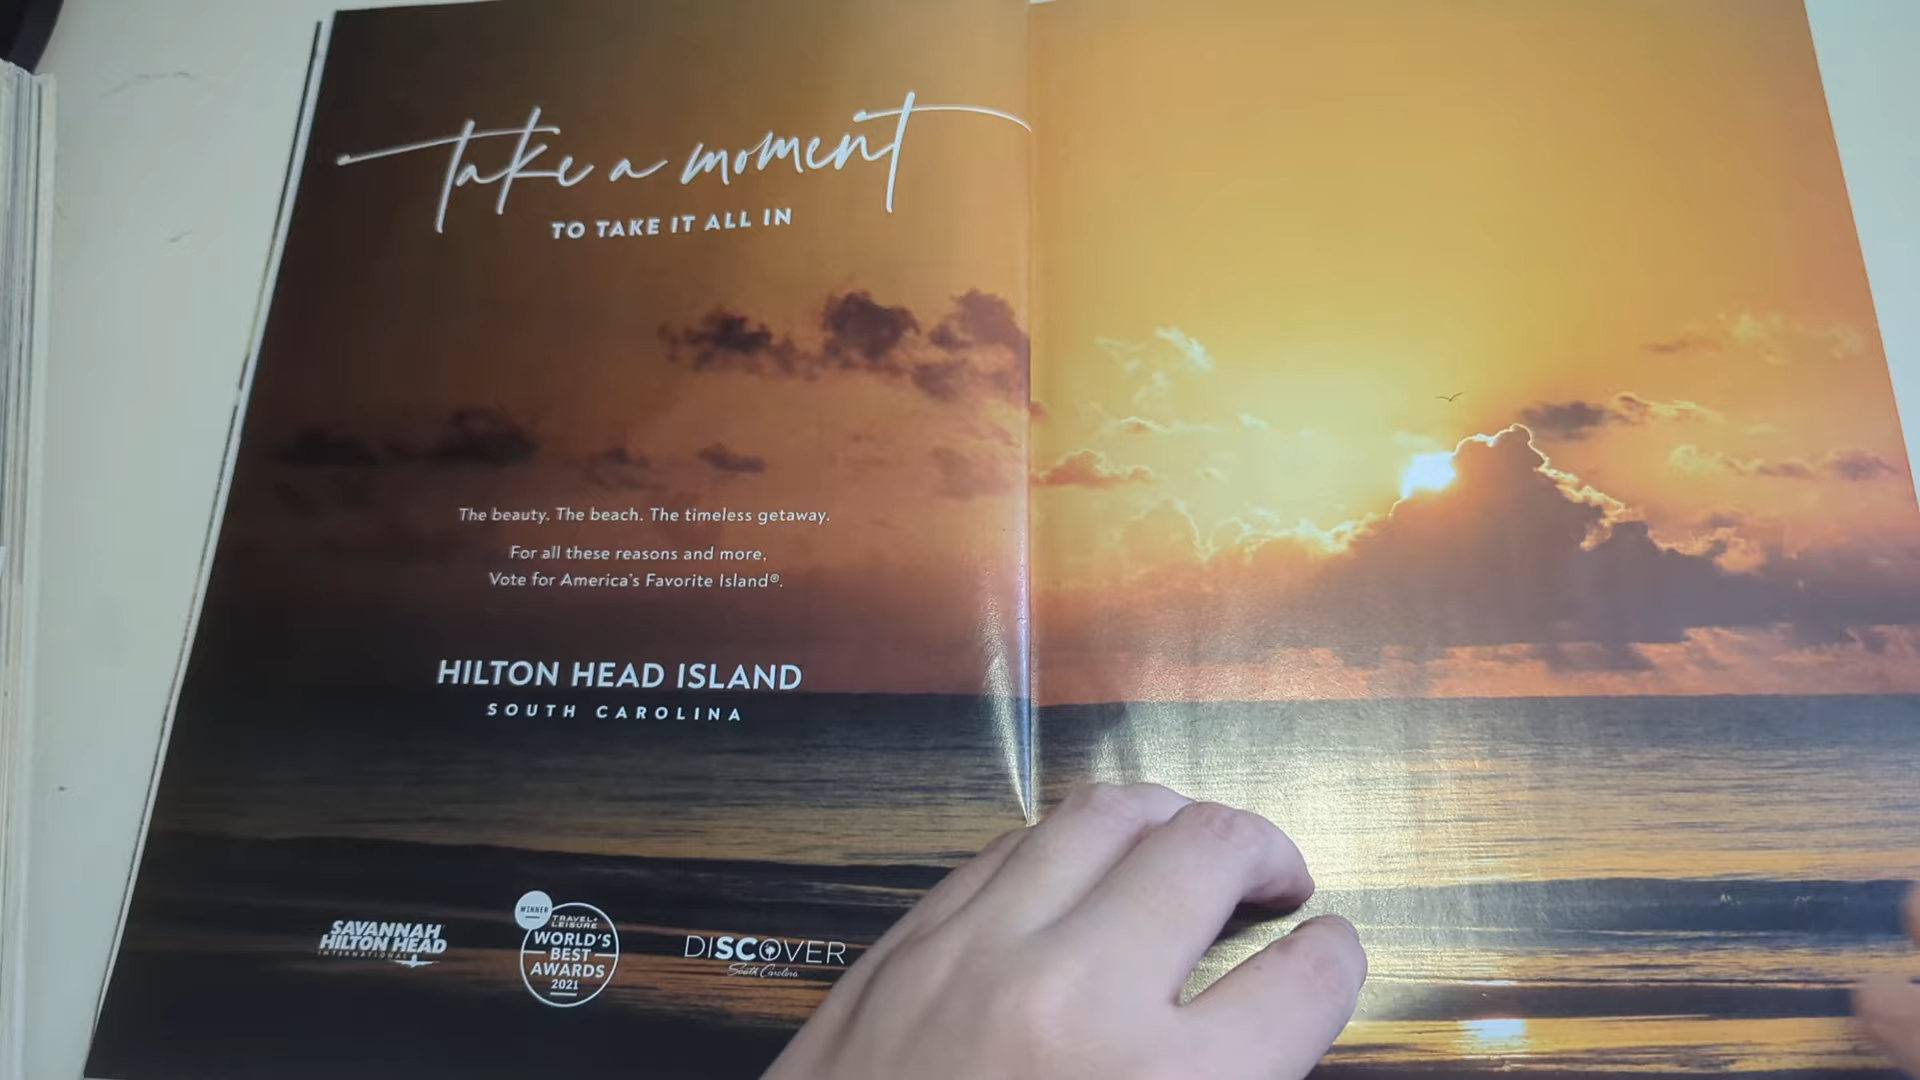 Take a moment
TO TAKE IT ALL IN
The beauty. The beach. The timeless getaway.
For all these reasons and more,
Vote for America's Favorite Island®.
HILTON HEAD ISLAND
SOUTH CAROLINA
SAVANNAH
HILTON HEAD
INTERNATIONAL
WINNER
TRAVEL+
LEISURE
WORLD'S
BEST
AWARDS
2021
DISCOVER
South Carolina